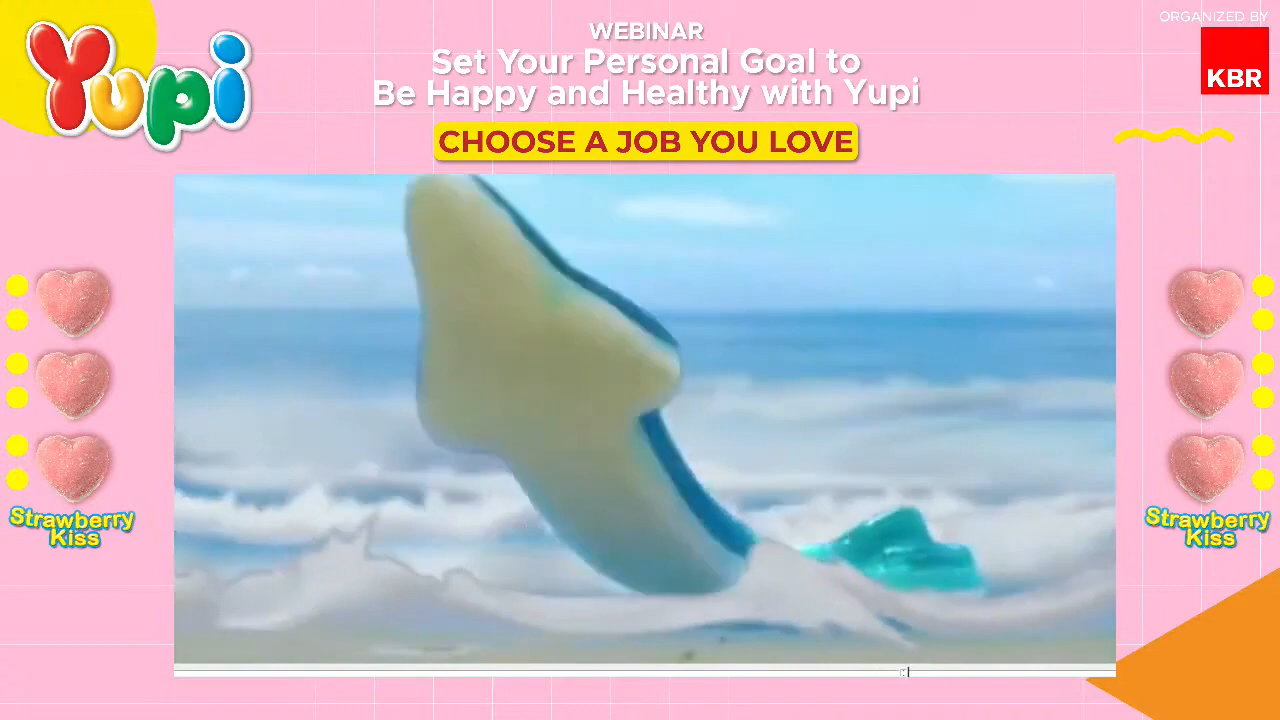 Yupi
WEBINAR
Set Your Personal Goal to
Be Happy and Healthy with Yupi
CHOOSE A JOB YOU LOVE
ORGANIZED BY
KBR
Strawberry
Kiss
Strawberry
Kiss